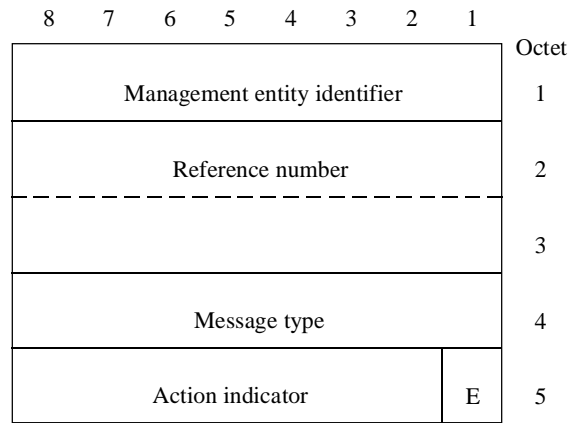 8 7 6 5 4 3 2 1
Octet
Management entity identifier 1
Reference number 2
3
Message type 4
Action indicator E 5